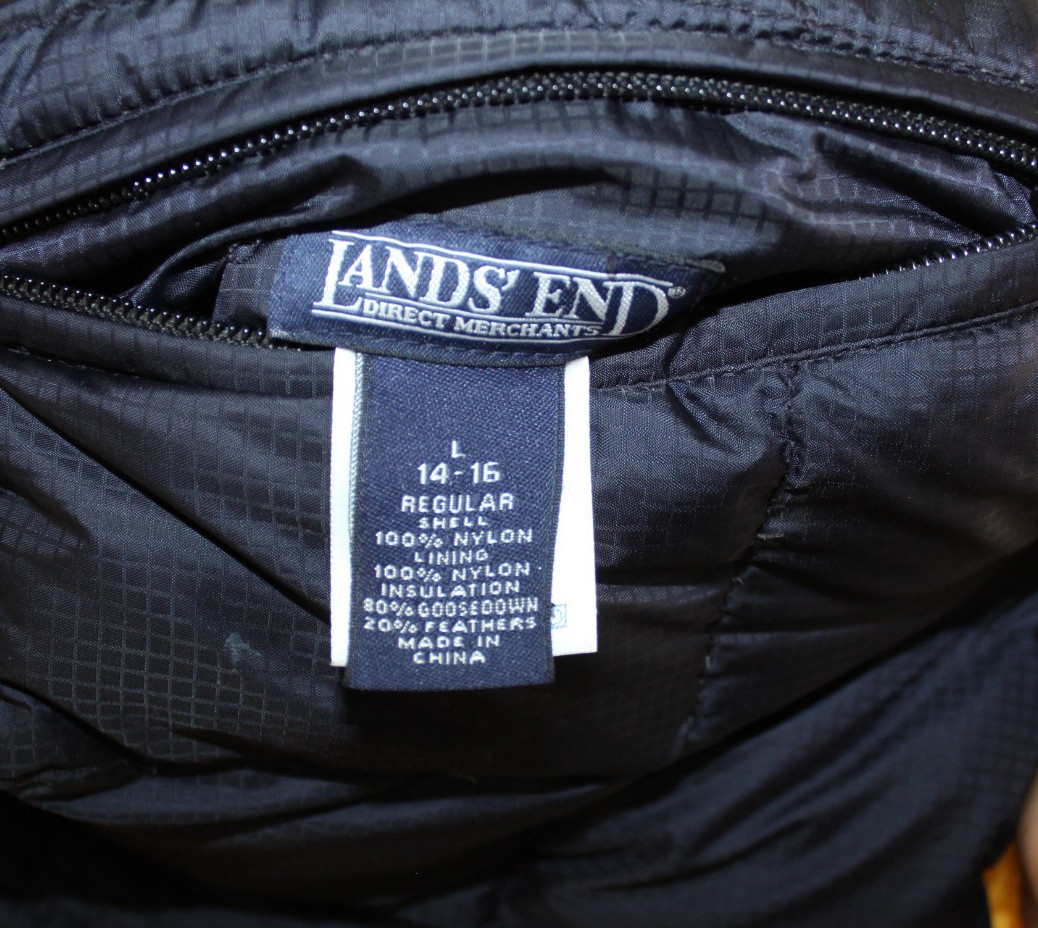 LANDS' END®
DIRECT MERCHANTS
L
14-16
REGULAR
SHELL
100% NYLON
LINING
100% NYLON
INSULATION
80% GOOSEDOWN
20% FEATHERS
MADE IN
CHINA